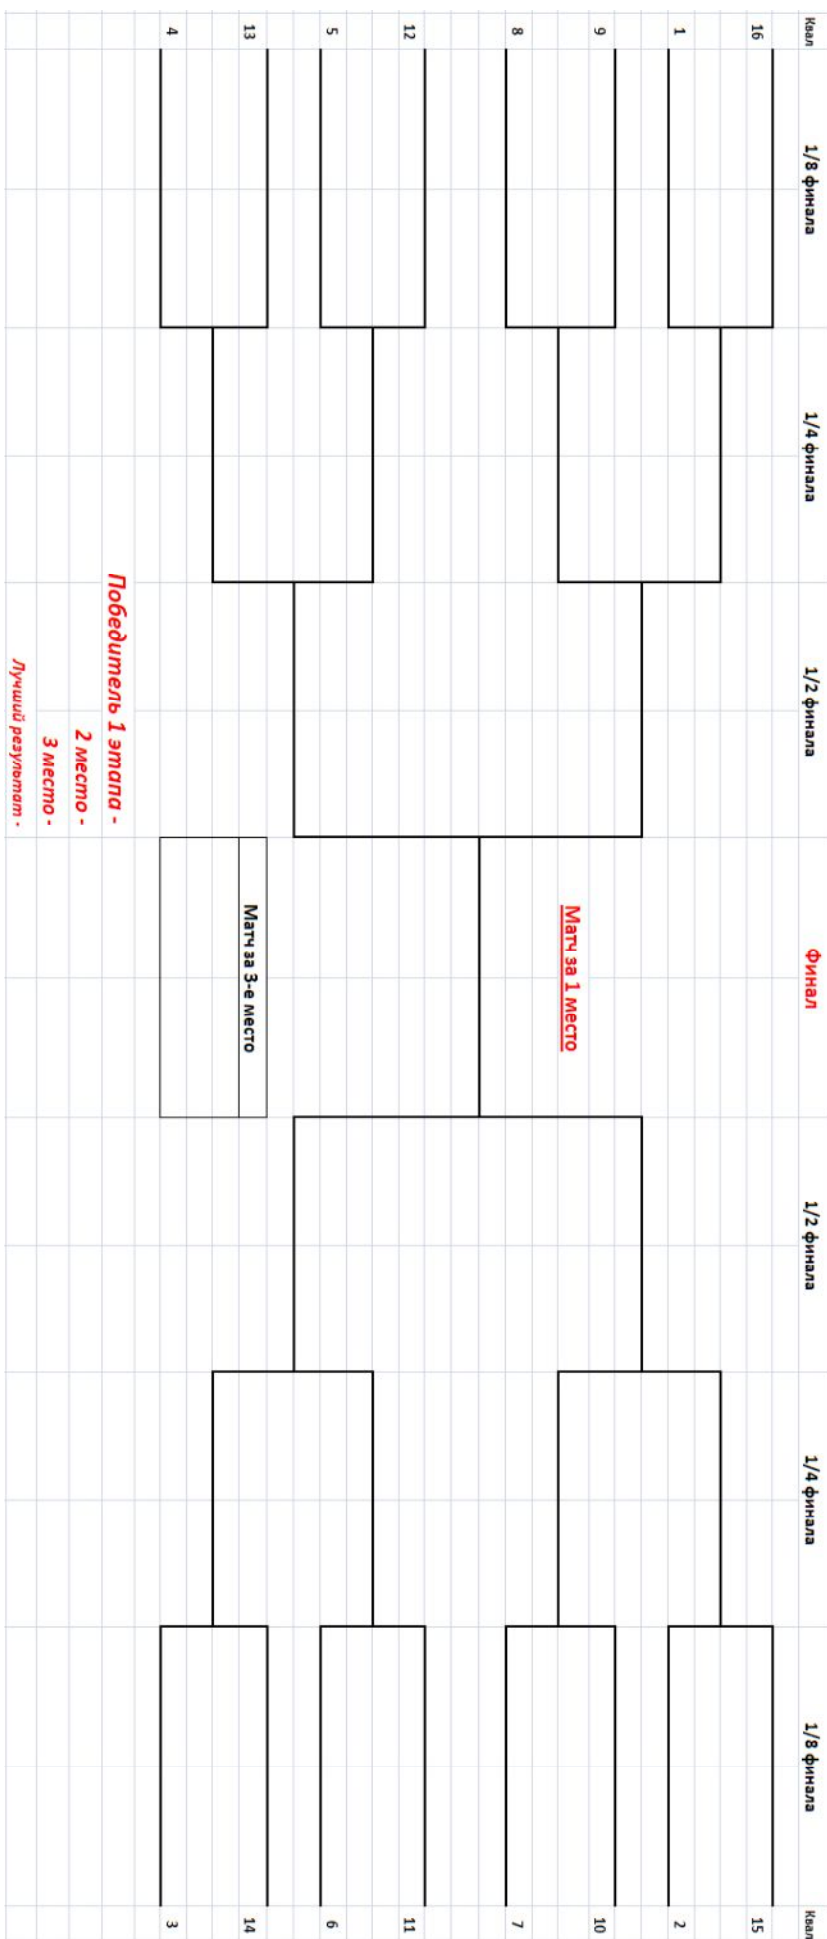 Квал 1/8 финала 1/4 финала 1/2 финала Финал 1/2 финала 1/4 финала 1/8 финала Квал
16 15
1 2
9 10
Матч за 1 место
8 7
12 11
5 6
13 Матч за 3-е место 14
4 3
Победитель 1 этапа -
2 место -
3 место -
Лучший результат -